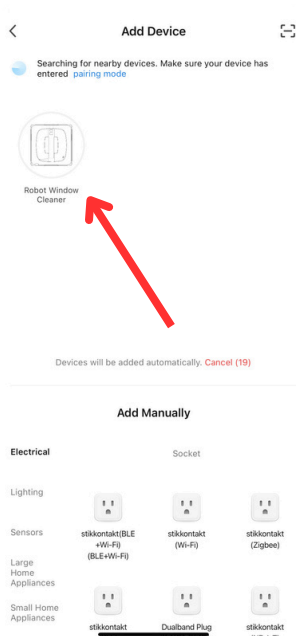 Add Device
Searching for nearby devices. Make sure your device has
entered pairing mode
Robot Window
Cleaner
Devices will be added automatically. Cancel (19)
Add Manually
Electrical
Socket
Lighting
Sensors
Large
Home
Appliances
Small Home
Appliances
stikkontakt(BLE
+Wi-Fi)
(BLE+Wi-Fi)
stikkontakt
(Wi-Fi)
stikkontakt
(Zigbee)
stikkontakt
Dualband Plug
stikkontakt